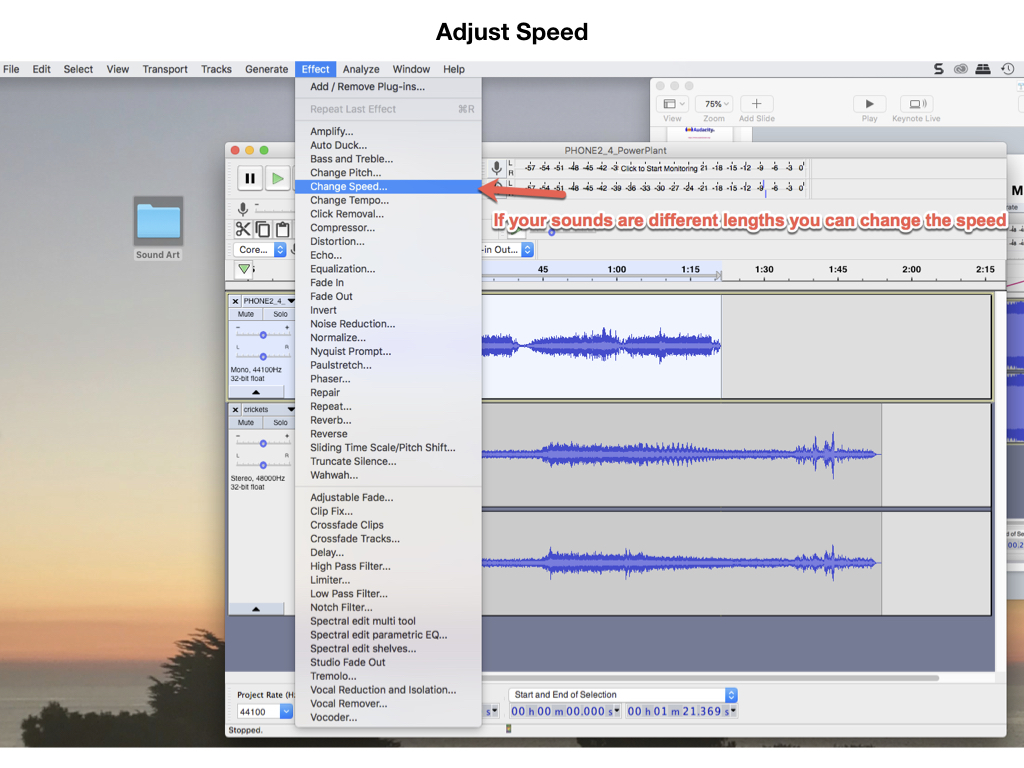 Adjust Speed
File Edit Select View Transport Tracks Generate Effect Analyze Window Help
Add / Remove Plug-ins...
Repeat Last Effect ⌘R
Amplify...
Auto Duck...
Bass and Treble...
Change Pitch...
Change Speed...
Change Tempo...
Click Removal...
Compressor...
Distortion...
Echo...
Equalization...
Fade In
Fade Out
Invert
Noise Reduction...
Normalize...
Nyquist Prompt...
Paulstretch...
Phaser...
Repair
Repeat...
Reverb...
Reverse
Sliding Time Scale/Pitch Shift...
Truncate Silence...
Wahwah...
Adjustable Fade...
Clip Fix...
Crossfade Clips
Crossfade Tracks...
Delay...
High Pass Filter...
Limiter...
Low Pass Filter...
Notch Filter...
Spectral edit multi tool
Spectral edit parametric EQ...
Spectral edit shelves...
Studio Fade Out
Tremolo...
Vocal Reduction and Isolation...
Vocal Remover...
Vocoder...
Sound Art
75%
View Zoom Add Slide Play Keynote Live
Audacity.
PHONE2_4_PowerPlant
L -57 -54 -51 -48 -45 -42 -3 Click to Start Monitoring 21 -18 -15 -12 -9 -6 -3 0
R
L -57 -54 -51 -48 -45 -42 -39 -36 -33 -30 -27 -24 -21 -18 -15 -12 -9 -6 -3 0
If your sounds are different lengths you can change the speed
Core... -in Out...
45 1:00 1:15 1:30 1:45 2:00 2:15
PHONE2_4_
Mute Solo
- +
L R
Mono, 44100Hz
32-bit float
crickets
Mute Solo
- +
L R
Stereo, 48000Hz
32-bit float
Project Rate (Hz
44100
Start and End of Selection
00 h 00 m 00.000 s 00 h 01 m 21.369 s
Stopped.